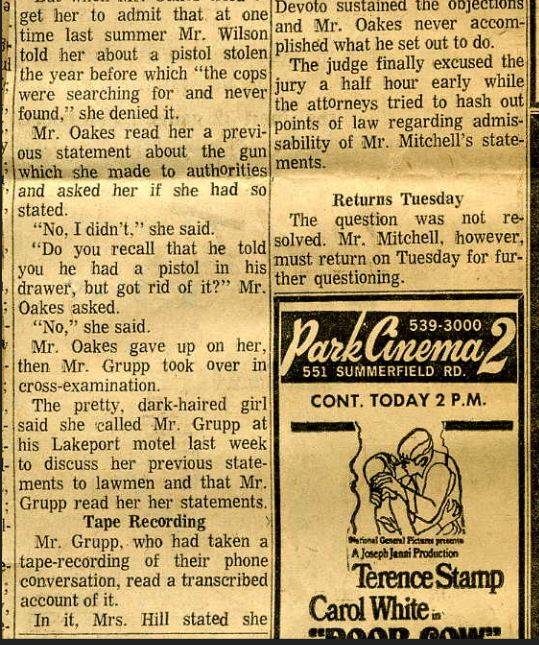 get her to admit that at one
time last summer Mr. Wilson
told her about a pistol stolen
the year before which "the cops
were searching for and never
found," she denied it.
Mr. Oakes read her a previ-
ous statement about the gun
which she made to authorities
and asked her if she had so
stated.
"No, I didn't," she said.
"Do you recall that he told
you he had a pistol in his
drawer, but got rid of it?" Mr.
Oakes asked.
"No," she said.
Mr. Oakes gave up on her,
then Mr. Grupp took over in
cross-examination.
The pretty, dark-haired girl
said she called Mr. Grupp at
his Lakeport motel last week
to discuss her previous state-
ments to lawmen and that Mr.
Grupp read her her statements.
Tape Recording
Mr. Grupp, who had taken a
tape-recording of their phone
conversation, read a transcribed
account of it.
In it, Mrs. Hill stated she
Devoto sustained the objections
and Mr. Oakes never accom-
plished what he set out to do.
The judge finally excused the
jury a half hour early while
the attorneys tried to hash out
points of law regarding admis-
sability of Mr. Mitchell's state-
ments.
Returns Tuesday
The question was not re-
solved. Mr. Mitchell, however,
must return on Tuesday for fur-
ther questioning.
539-3000
Park Cinema 2
551 SUMMERFIELD RD.
CONT. TODAY 2 P.M.
National General Pictures presents
A Joseph Janni Production
Terence Stamp
Carol White in
"POOR COW"